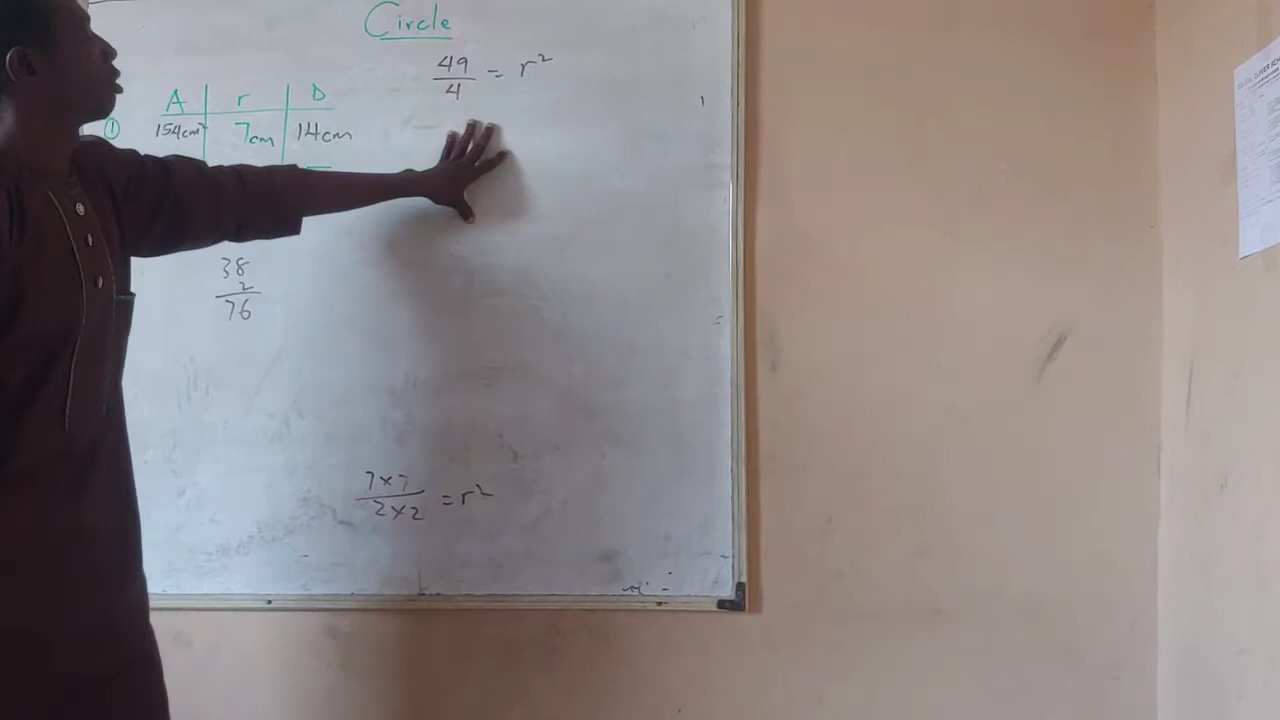 Circle
49/4 = r²
A | r | D
① 154cm² | 7cm | 14cm
38
2
76
7×7/2×2 = r²